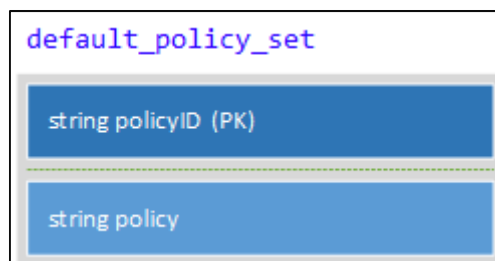 default_policy_set
string policyID (PK)
string policy